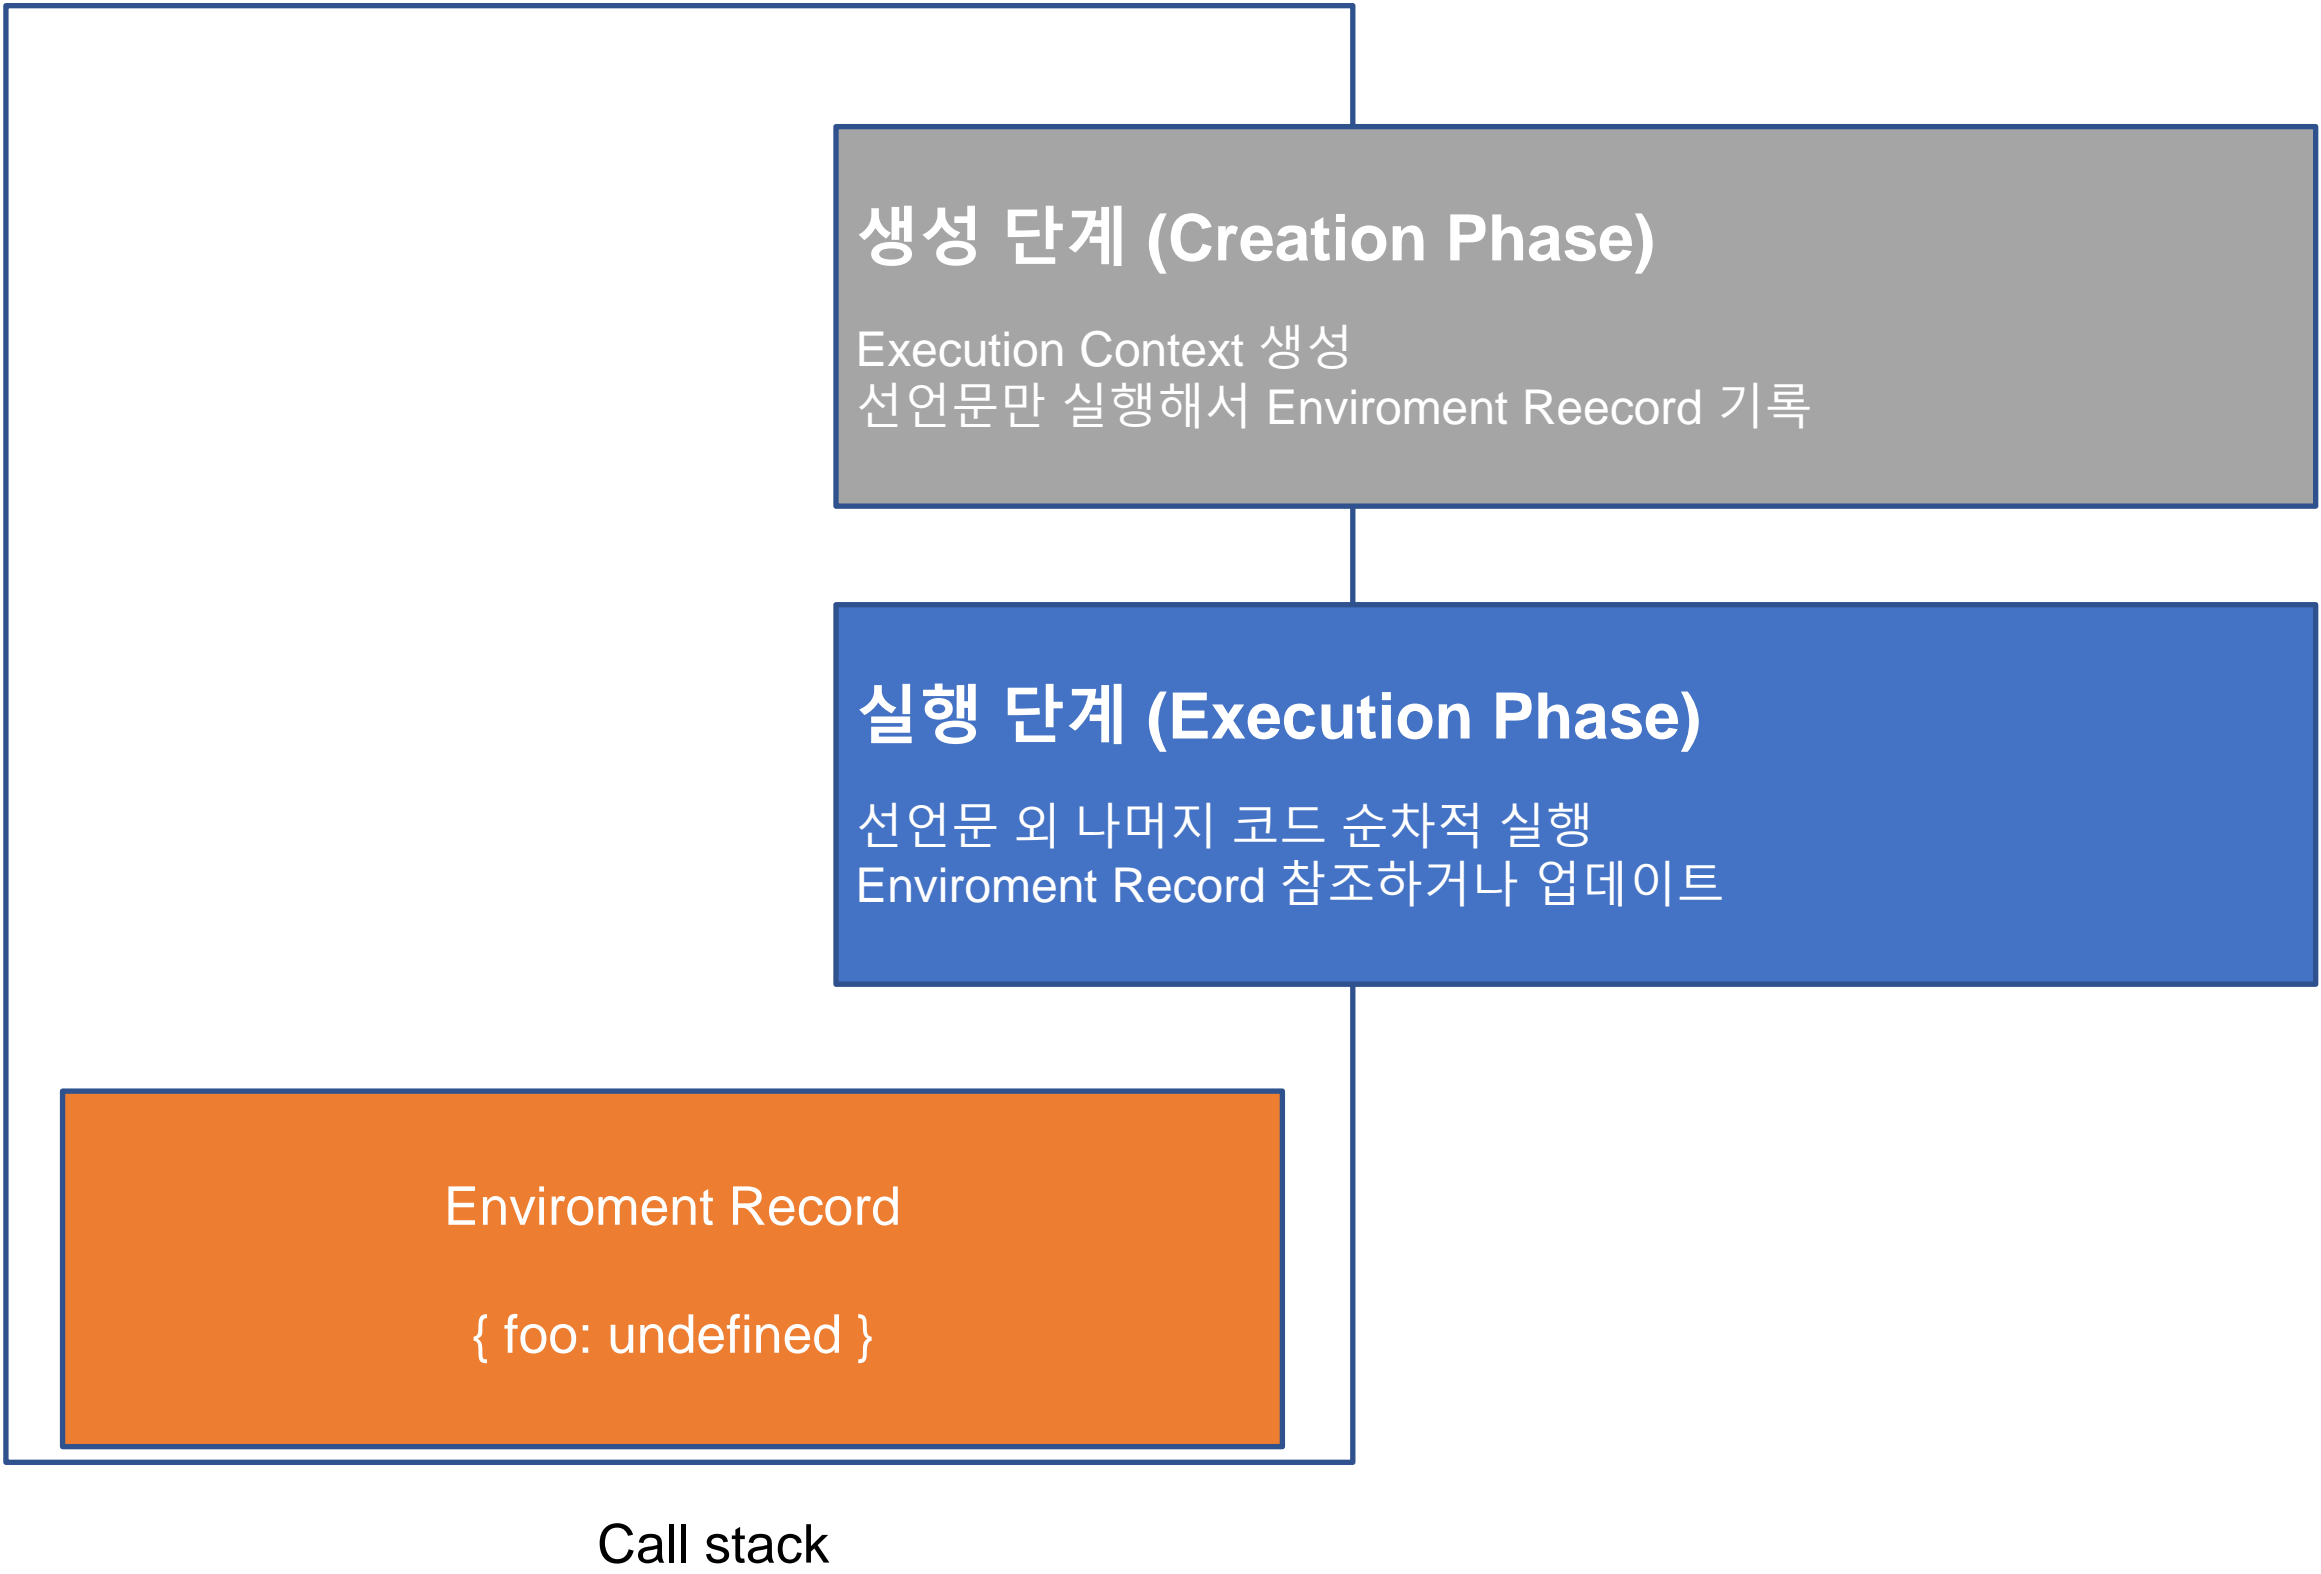 생성 단계 (Creation Phase)
Execution Context 생성
선언문만 실행해서 Enviroment Reecord 기록
실행 단계 (Execution Phase)
선언문 외 나머지 코드 순차적 실행
Enviroment Record 참조하거나 업데이트
Enviroment Record
{ foo: undefined }
Call stack